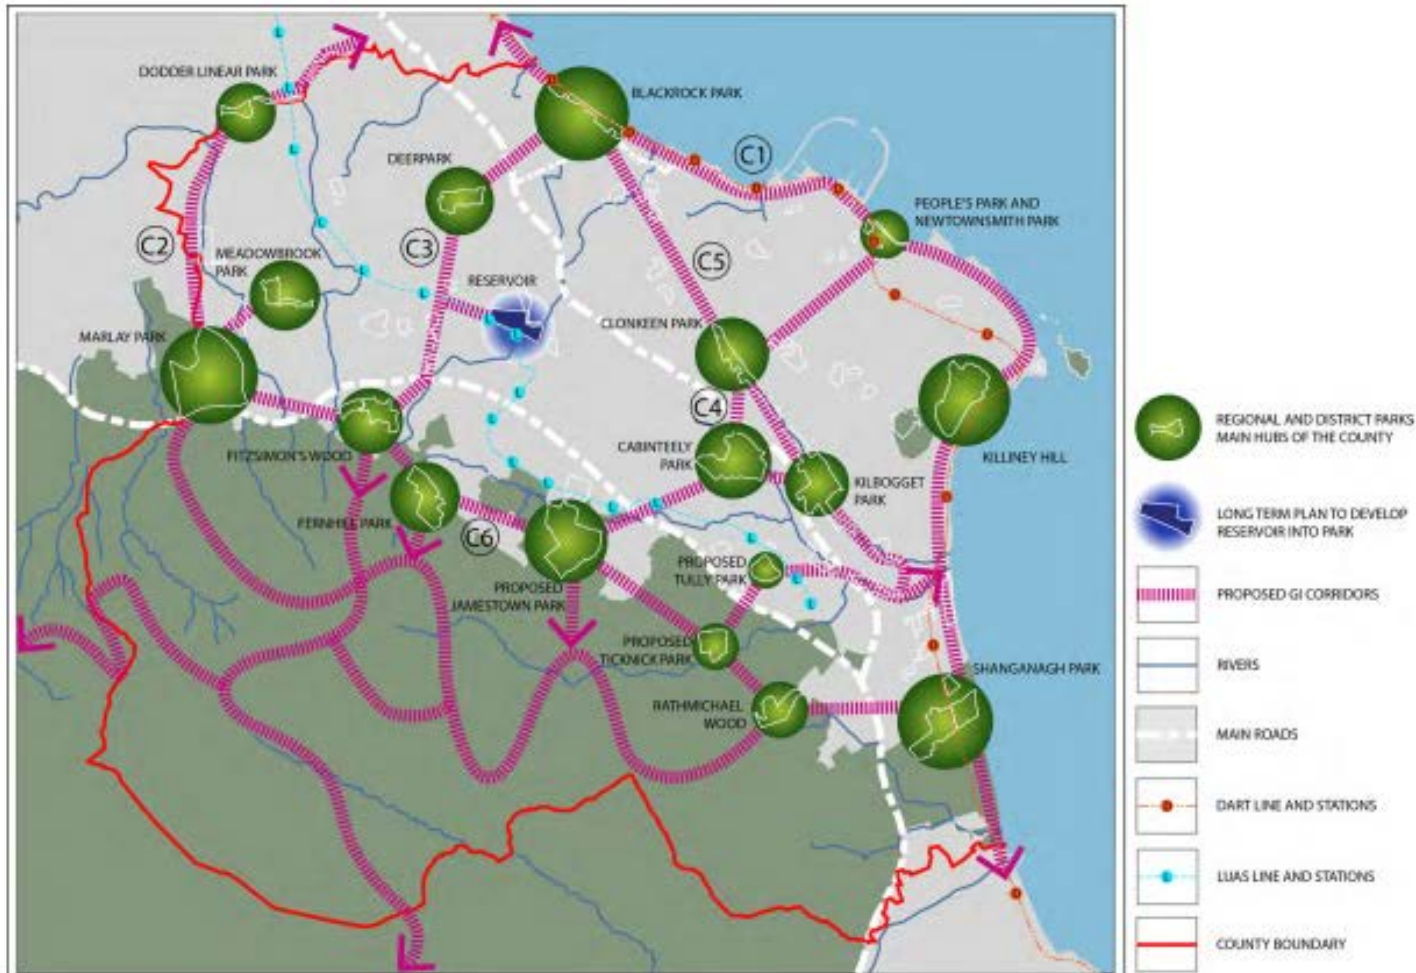 DODDER LINEAR PARK
BLACKROCK PARK
DEERPARK
C1
PEOPLE'S PARK AND
NEWTOWNSMITH PARK
C2
MEADOWBROOK
PARK
C3
C5
RESERVOIR
MARLAY PARK
CLONKEEN PARK
C4
FITZSIMON'S WOOD
CABINTEELY
PARK
KILLINEY HILL
KILBOGGET
PARK
FERNHILL PARK
C6
PROPOSED
JAMESTOWN PARK
PROPOSED
TULLY PARK
PROPOSED
TICKNICK PARK
SHANGANAGH PARK
RATHMICHAEL
WOOD
REGIONAL AND DISTRICT PARKS
MAIN HUBS OF THE COUNTY
LONG TERM PLAN TO DEVELOP
RESERVOIR INTO PARK
PROPOSED GI CORRIDORS
RIVERS
MAIN ROADS
D
DART LINE AND STATIONS
L
LUAS LINE AND STATIONS
COUNTY BOUNDARY